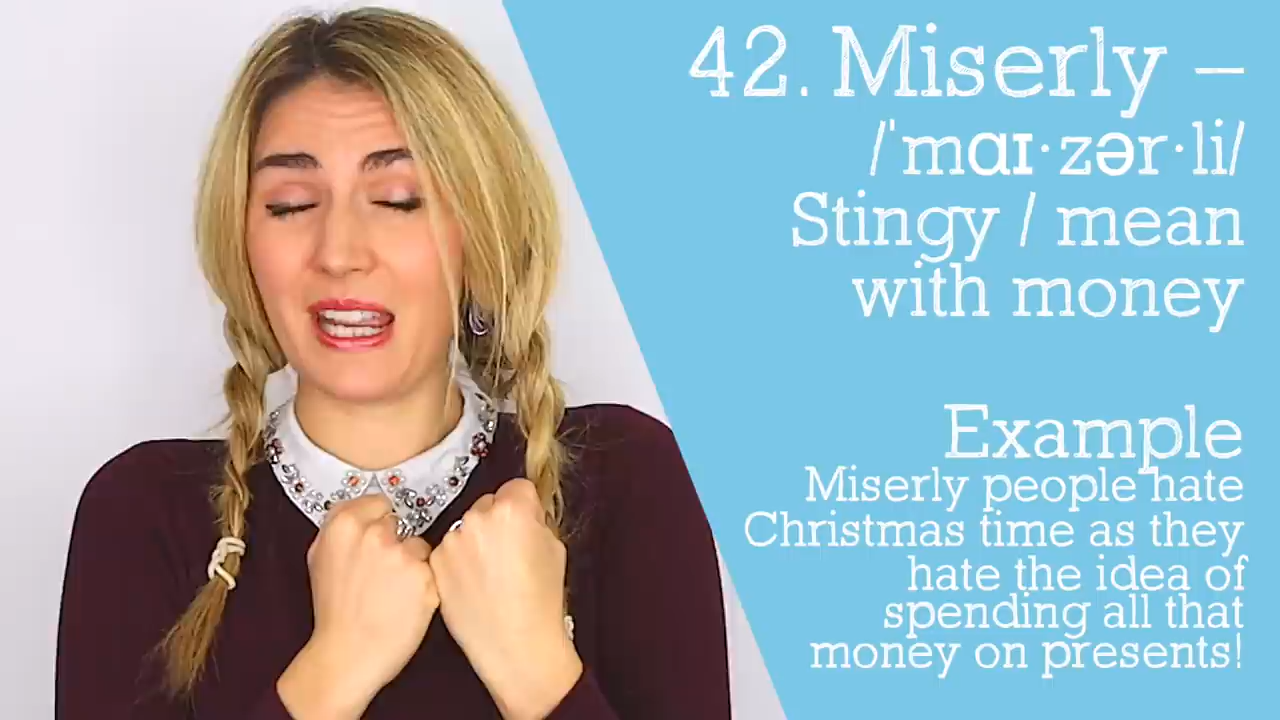 42. Miserly –
/ˈmɑɪ·zər·li/
Stingy / mean
with money
Example
Miserly people hate
Christmas time as they
hate the idea of
spending all that
money on presents!